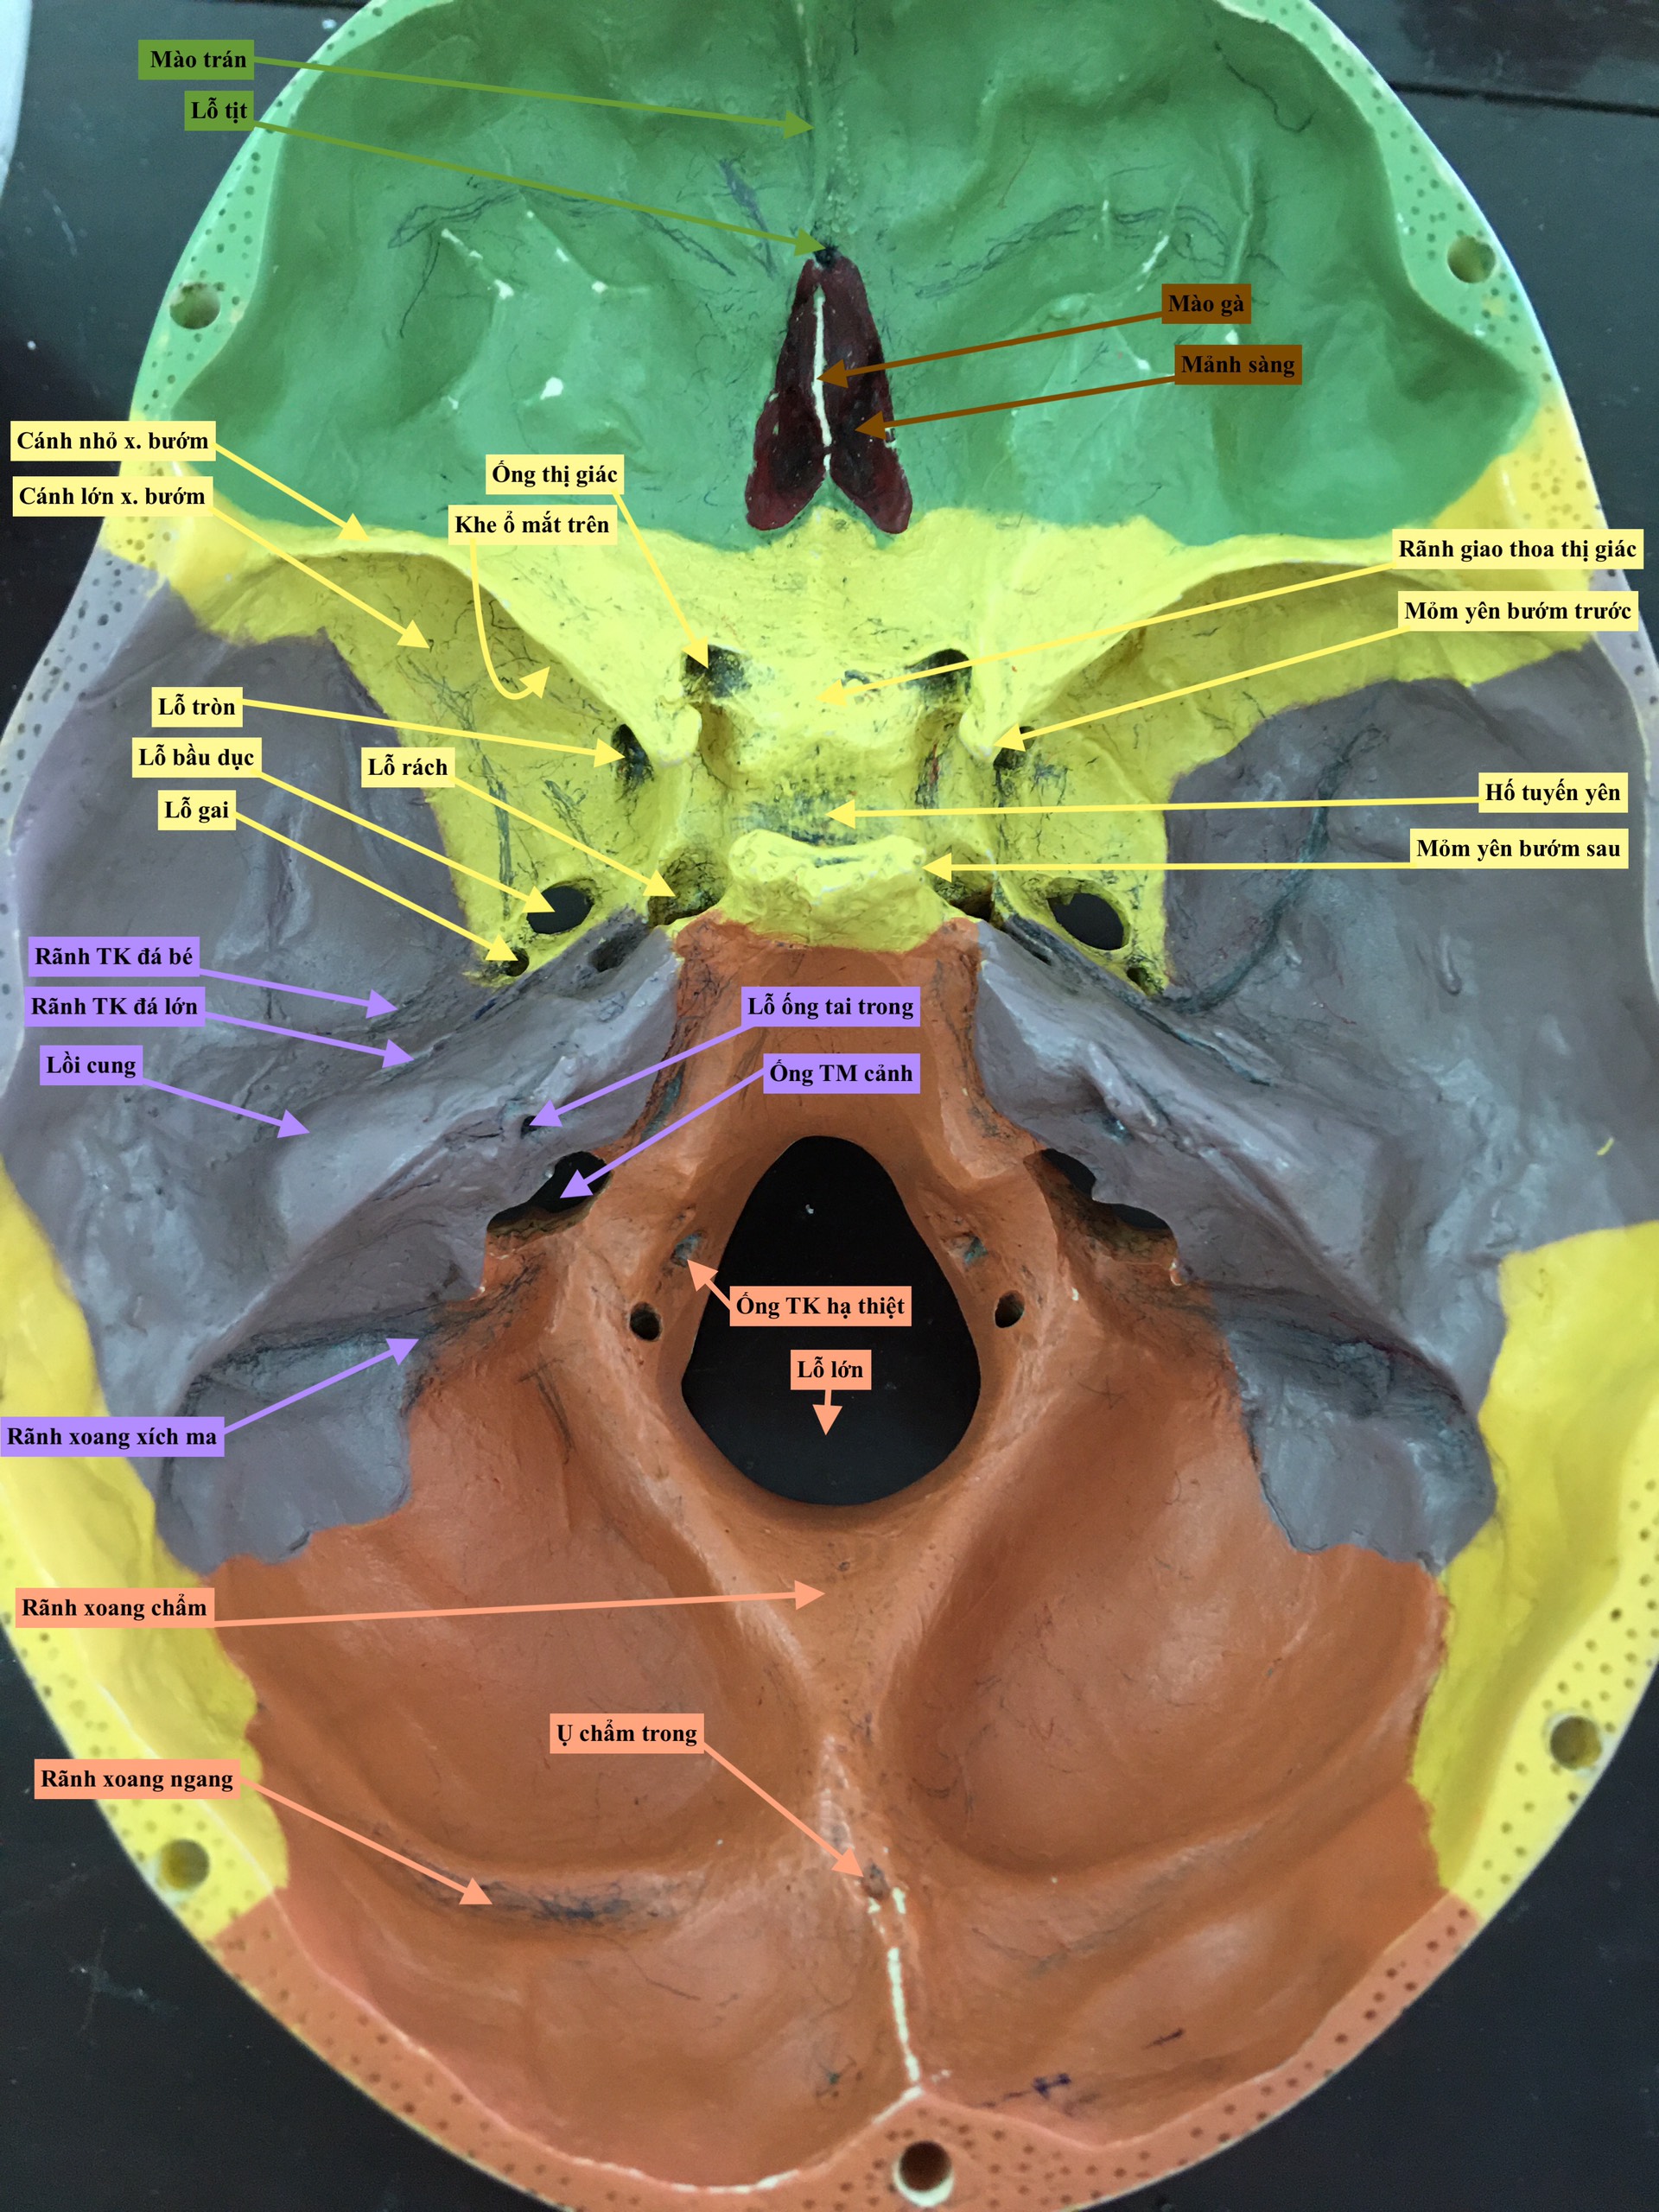 Mào trán
Lỗ tịt
Mào gà
Mảnh sàng
Cánh nhỏ x. bướm
Ống thị giác
Cánh lớn x. bướm
Khe ổ mắt trên
Rãnh giao thoa thị giác
Mỏm yên bướm trước
Lỗ tròn
Lỗ bầu dục
Lỗ rách
Lỗ gai
Hố tuyến yên
Mỏm yên bướm sau
Rãnh TK đá bé
Rãnh TK đá lớn
Lỗ ống tai trong
Lồi cung
Ống TM cảnh
Ống TK hạ thiệt
Lỗ lớn
Rãnh xoang xích ma
Rãnh xoang chẩm
Ụ chẩm trong
Rãnh xoang ngang